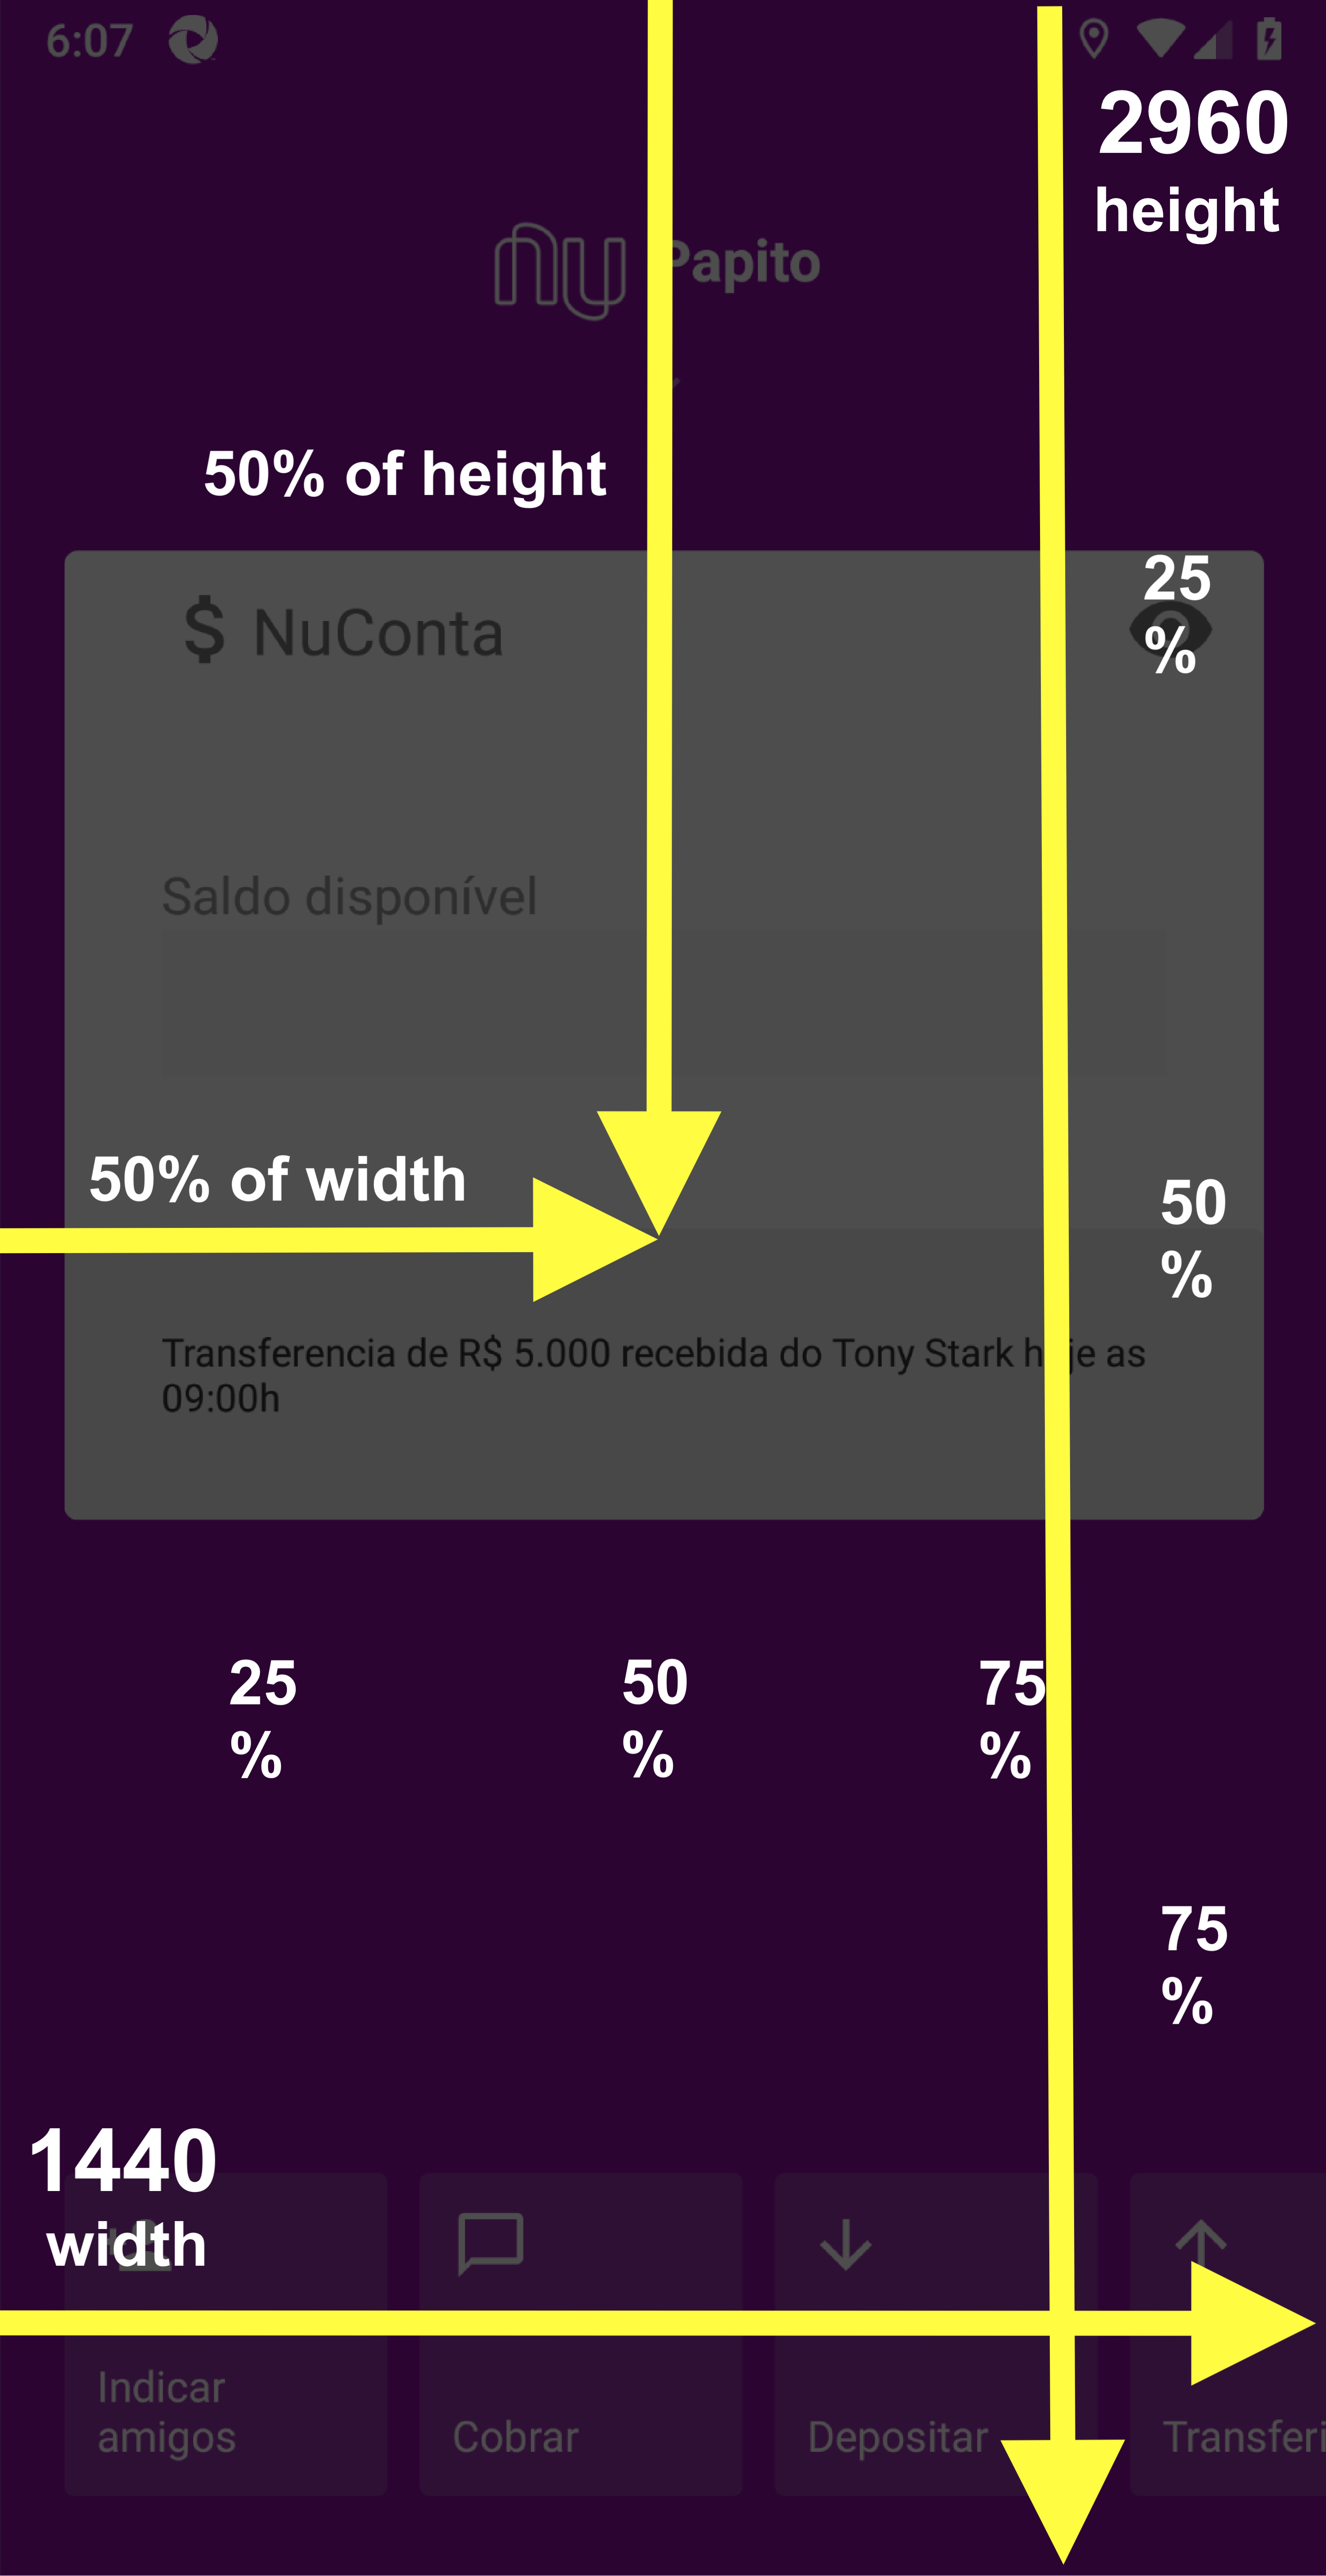 6:07
2960
height
nu Papito
50% of height
25
%
$ NuConta
Saldo disponível
50% of width
50
%
Transferencia de R$ 5.000 recebida do Tony Stark hoje as
09:00h
25
%
50
%
75
%
75
%
1440
width
Indicar
amigos
Cobrar
Depositar
Transferi